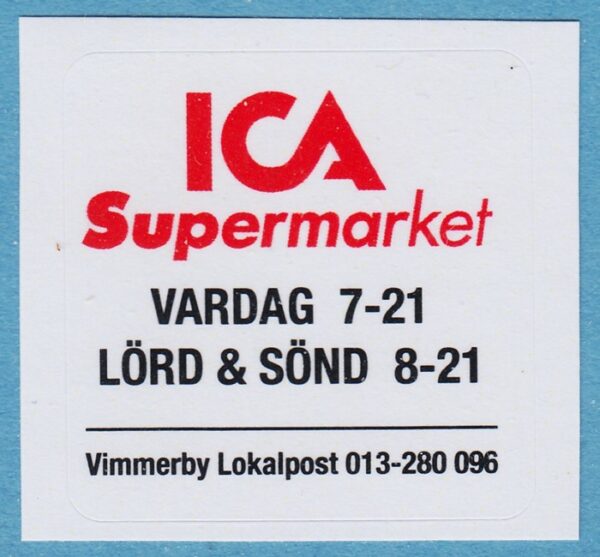 ICA
Supermarket
VARDAG 7-21
LÖRD & SÖND 8-21
Vimmerby Lokalpost 013-280 096